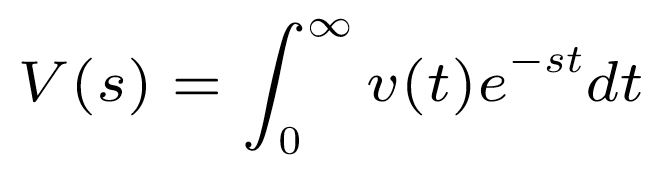 V(s) = ∫₀^∞ v(t)e^{-st}dt